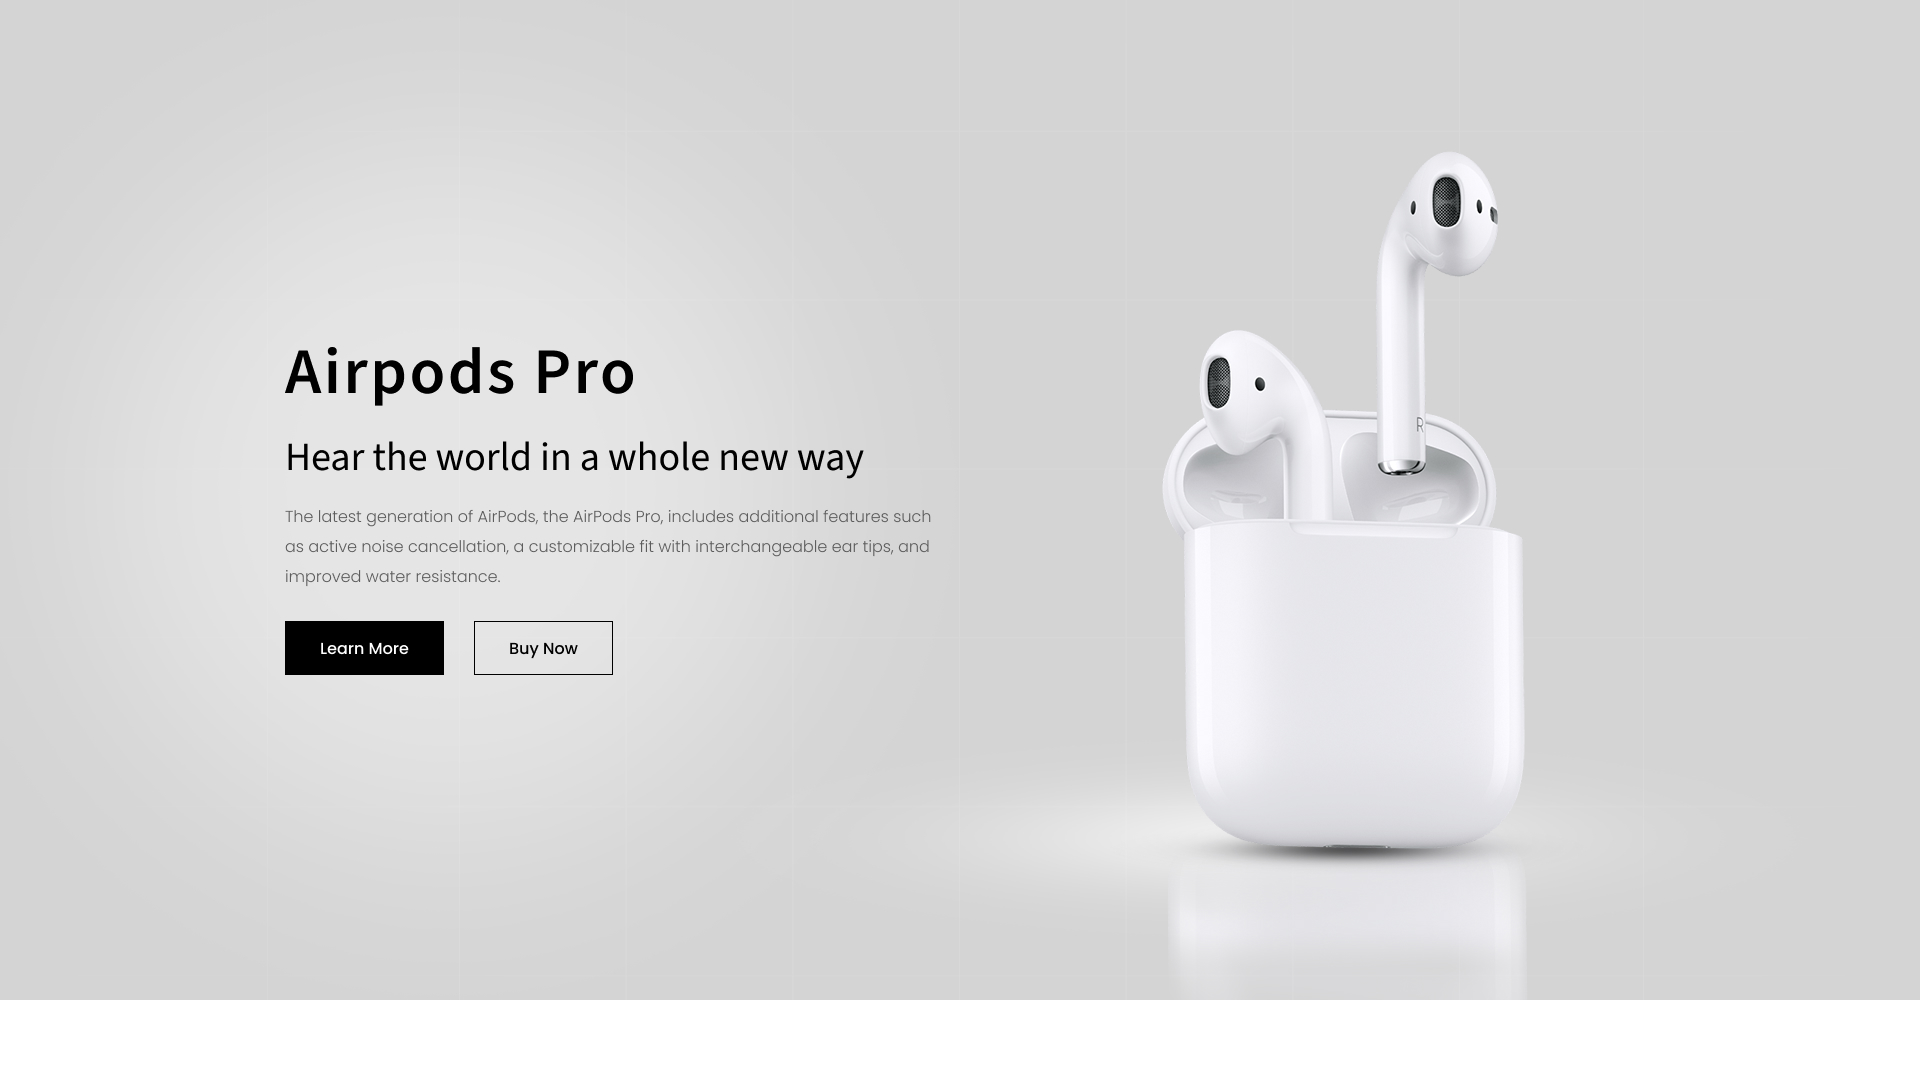 Airpods Pro
Hear the world in a whole new way
The latest generation of AirPods, the AirPods Pro, includes additional features such
as active noise cancellation, a customizable fit with interchangeable ear tips, and
improved water resistance.
Learn More
Buy Now
R